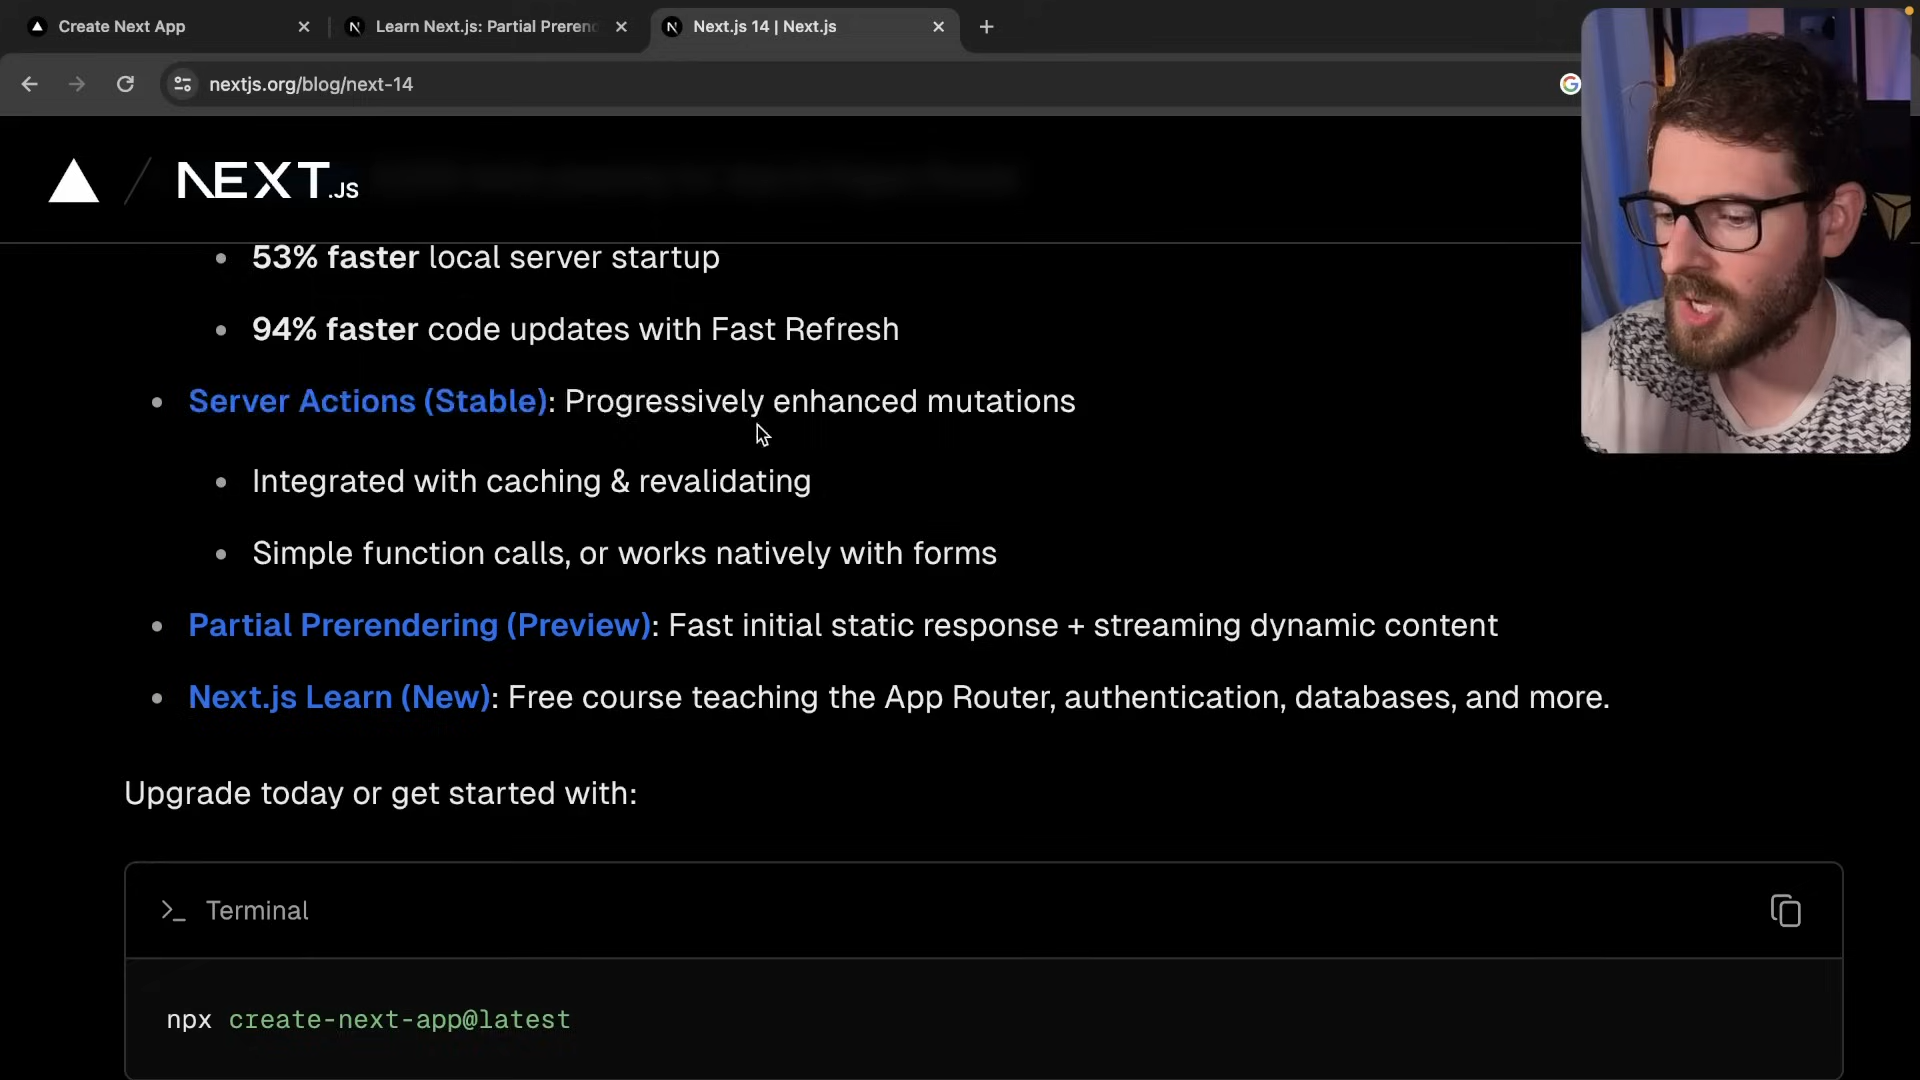 Create Next App
Learn Next.js: Partial Preren
Next.js 14 | Next.js
nextjs.org/blog/next-14
NEXT.JS
53% faster local server startup
94% faster code updates with Fast Refresh
Server Actions (Stable): Progressively enhanced mutations
Integrated with caching & revalidating
Simple function calls, or works natively with forms
Partial Prerendering (Preview): Fast initial static response + streaming dynamic content
Next.js Learn (New): Free course teaching the App Router, authentication, databases, and more.
Upgrade today or get started with:
Terminal
npx create-next-app@latest